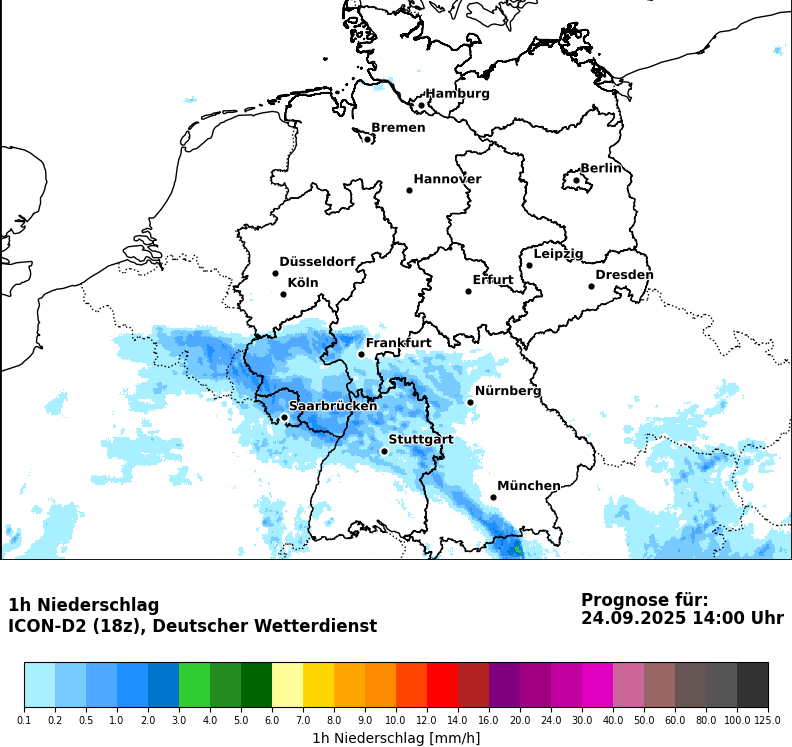 Hamburg
Bremen
Berlin
Hannover
Leipzig
Düsseldorf
Dresden
Köln
Erfurt
Frankfurt
Nürnberg
Saarbrücken
Stuttgart
München
1h Niederschlag
ICON-D2 (18z), Deutscher Wetterdienst
Prognose für:
24.09.2025 14:00 Uhr
0.1 0.2 0.5 1.0 2.0 3.0 4.0 5.0 6.0 7.0 8.0 9.0 10.0 12.0 14.0 16.0 20.0 24.0 30.0 40.0 50.0 60.0 80.0 100.0 125.0
1h Niederschlag [mm/h]